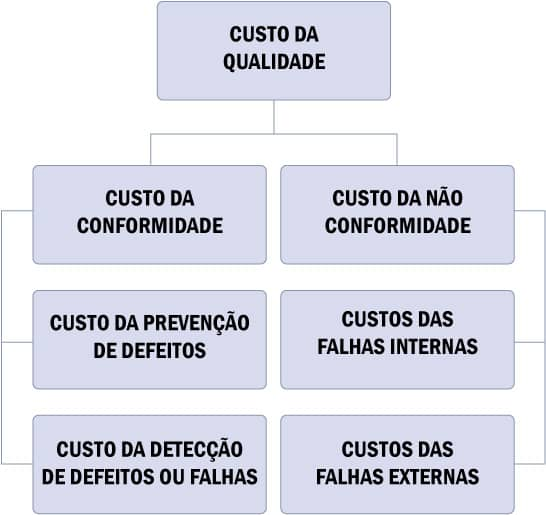 CUSTO DA
QUALIDADE
CUSTO DA
CONFORMIDADE
CUSTO DA NÃO
CONFORMIDADE
CUSTO DA PREVENÇÃO
DE DEFEITOS
CUSTOS DAS
FALHAS INTERNAS
CUSTO DA DETECÇÃO
DE DEFEITOS OU FALHAS
CUSTOS DAS
FALHAS EXTERNAS